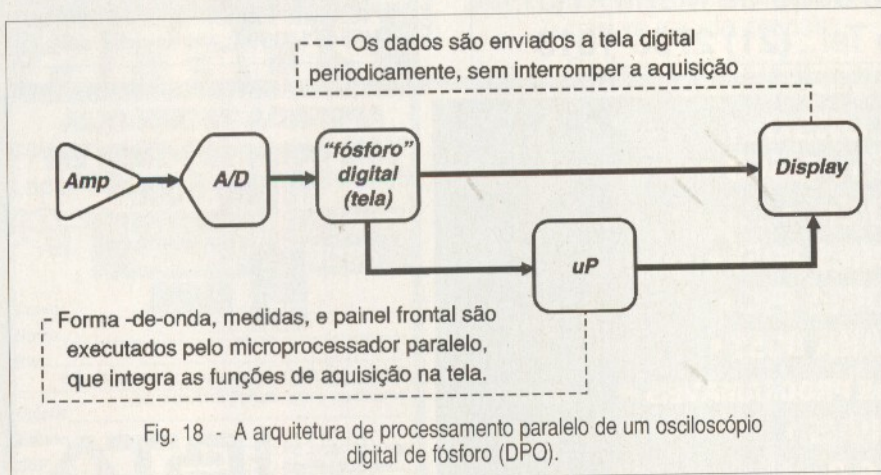 Os dados são enviados à tela digital
periodicamente, sem interromper a aquisição
Amp
A/D
"fósforo"
digital
(tela)
Display
uP
Forma -de-onda, medidas, e painel frontal são
executados pelo microprocessador paralelo,
que integra as funções de aquisição na tela.
Fig. 18 - A arquitetura de processamento paralelo de um osciloscópio
digital de fósforo (DPO).